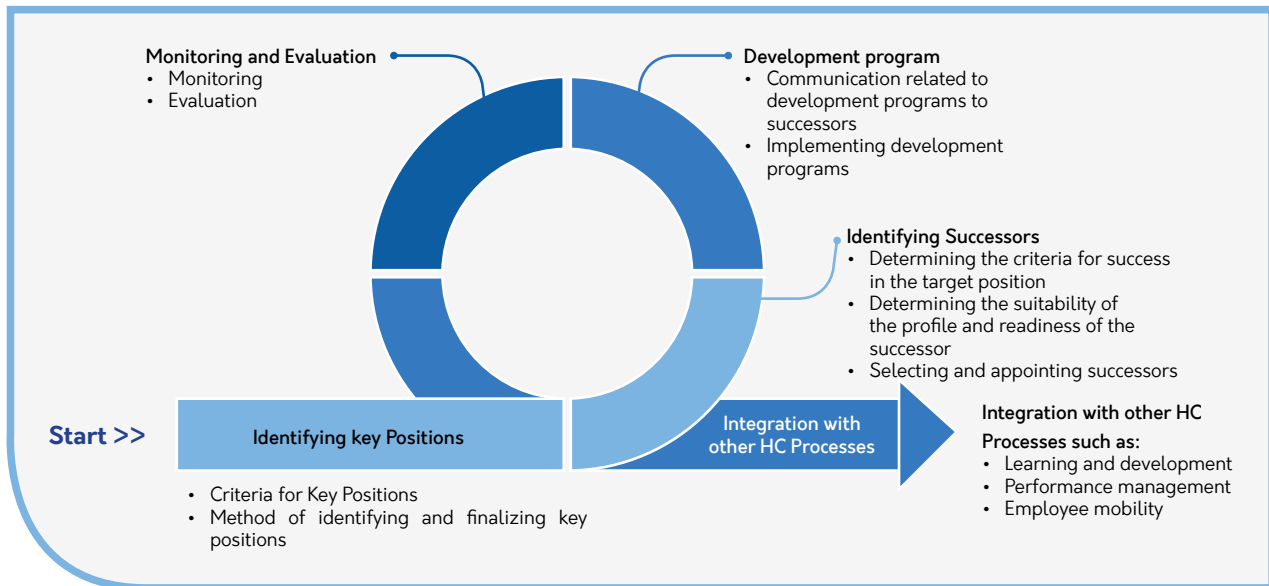 Monitoring and Evaluation
• Monitoring
• Evaluation
Development program
• Communication related to
development programs to
successors
• Implementing development
programs
Identifying Successors
• Determining the criteria for success
in the target position
• Determining the suitability of
the profile and readiness of the
successor
• Selecting and appointing successors
Start >>
Identifying key Positions
Integration with
other HC Processes
Integration with other HC
Processes such as:
• Learning and development
• Performance management
• Employee mobility
• Criteria for Key Positions
• Method of identifying and finalizing key
positions